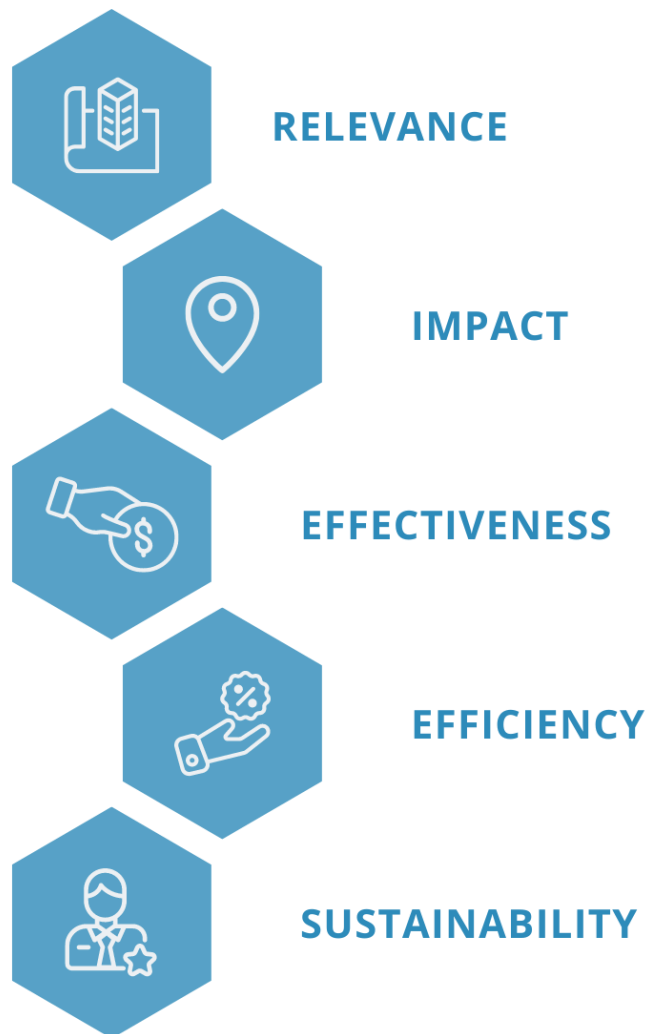 RELEVANCE
IMPACT
EFFECTIVENESS
EFFICIENCY
SUSTAINABILITY